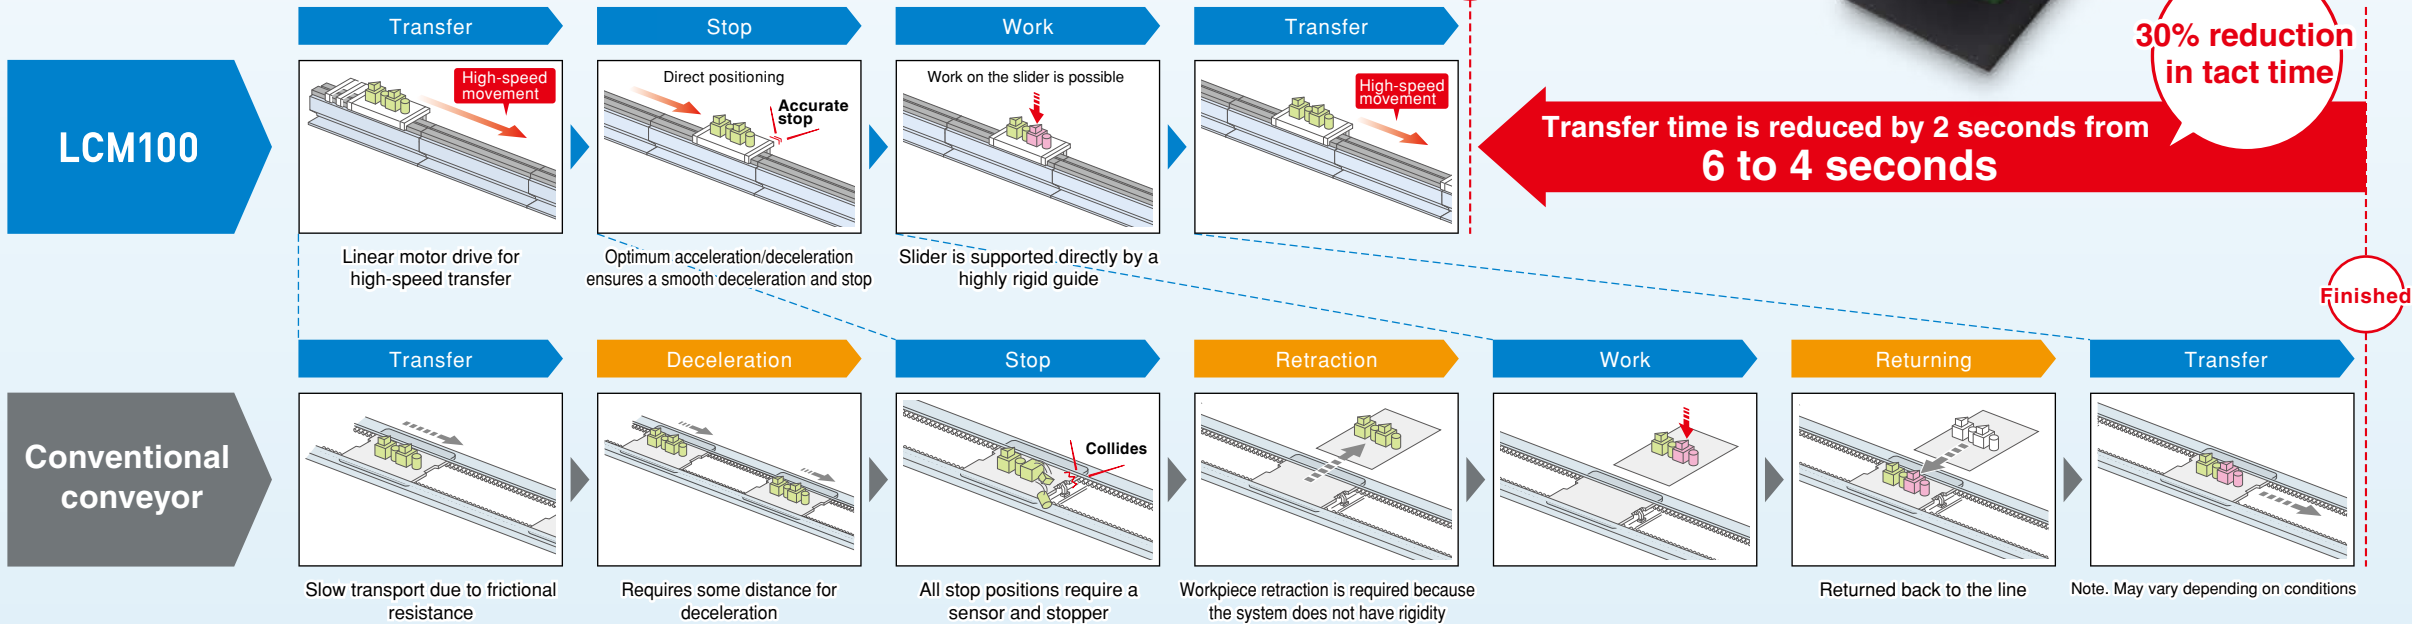 Transfer
Stop
Work
Transfer
30% reduction
in tact time
LCM100
High-speed
movement
Direct positioning
Accurate
stop
Work on the slider is possible
High-speed
movement
Transfer time is reduced by 2 seconds from
6 to 4 seconds
Linear motor drive for
high-speed transfer
Optimum acceleration/deceleration
ensures a smooth deceleration and stop
Slider is supported directly by a
highly rigid guide
Finished
Transfer
Deceleration
Stop
Retraction
Work
Returning
Transfer
Conventional
conveyor
Collides
Slow transport due to frictional
resistance
Requires some distance for
deceleration
All stop positions require a
sensor and stopper
Workpiece retraction is required because
the system does not have rigidity
Returned back to the line
Note. May vary depending on conditions